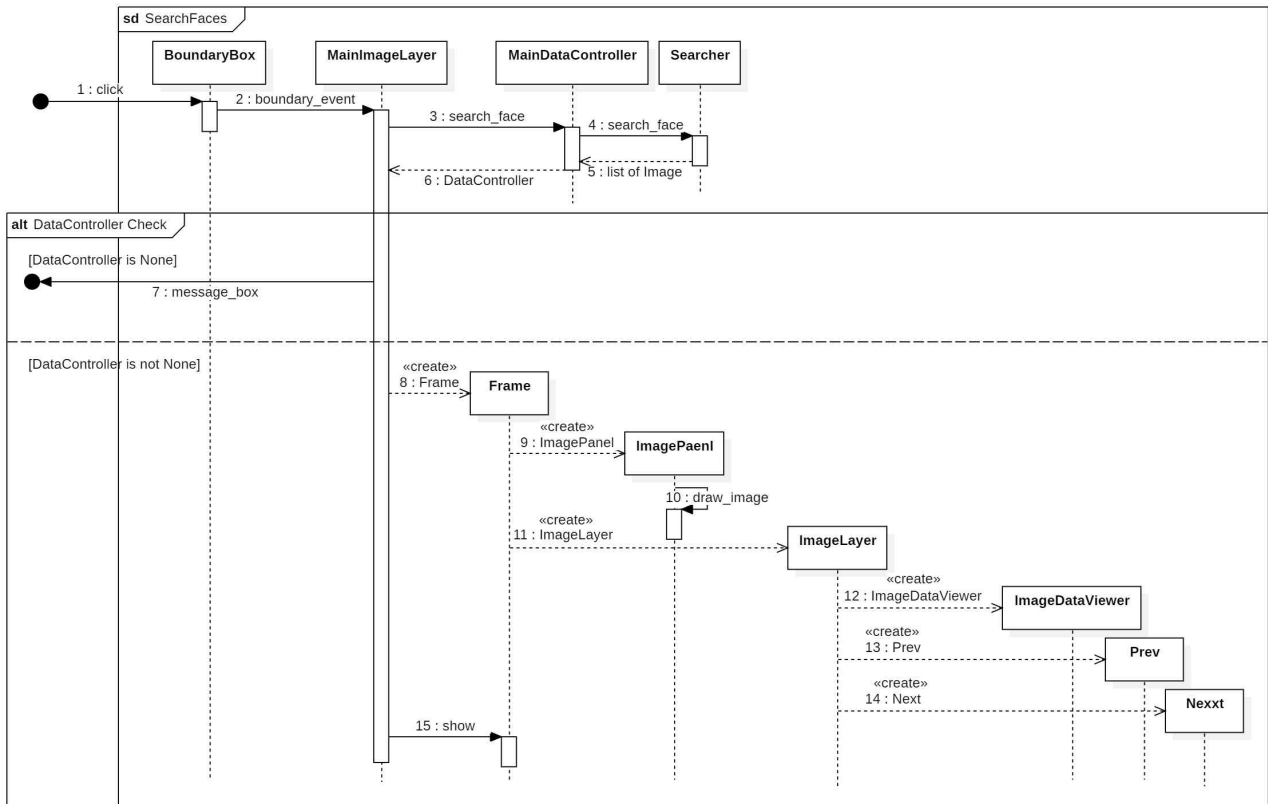 sd SearchFaces
BoundaryBox
MainImageLayer
MainDataController
Searcher
1 : click
2 : boundary_event
3 : search_face
4 : search_face
5 : list of Image
6 : DataController
alt DataController Check
[DataController is None]
7 : message_box
[DataController is not None]
«create»
8 : Frame
Frame
«create»
9 : ImagePanel
ImagePaenl
10 : draw_image
«create»
11 : ImageLayer
ImageLayer
«create»
12 : ImageDataViewer
ImageDataViewer
«create»
13 : Prev
Prev
«create»
14 : Next
Nexxt
15 : show